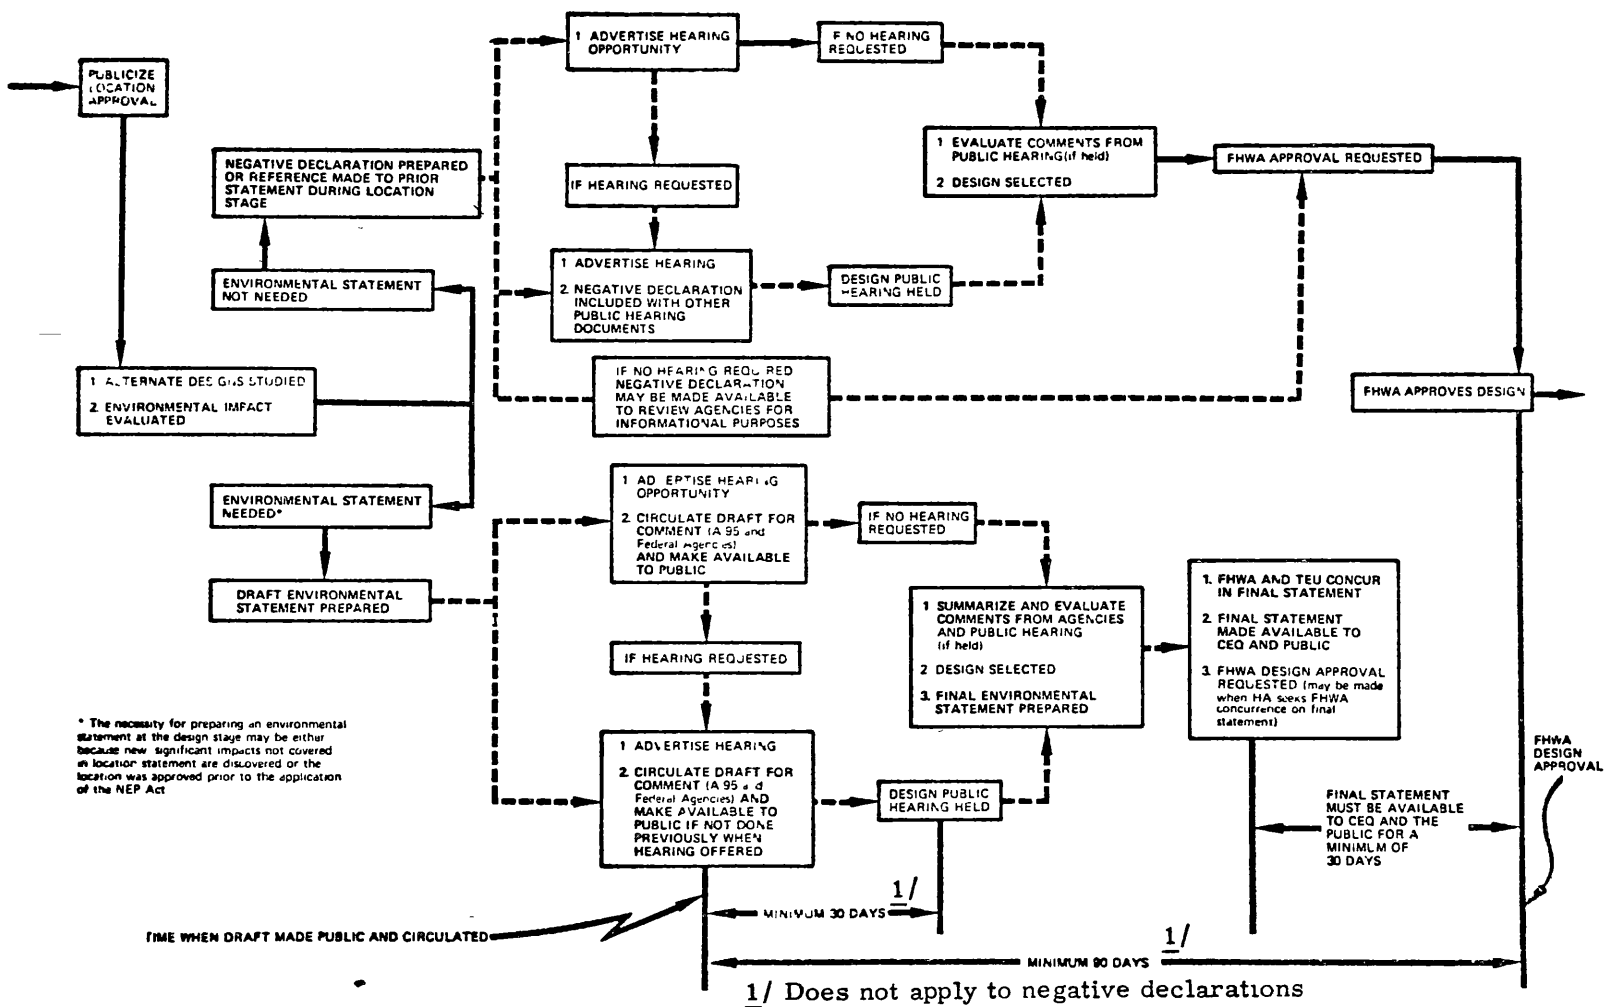 PUBLICIZE
LOCATION
APPROVAL
1 ADVERTISE HEARING
OPPORTUNITY
IF NO HEARING
REQUESTED
NEGATIVE DECLARATION PREPARED
OR REFERENCE MADE TO PRIOR
STATEMENT DURING LOCATION
STAGE
IF HEARING REQUESTED
1 EVALUATE COMMENTS FROM
PUBLIC HEARING (if held)
2 DESIGN SELECTED
FHWA APPROVAL REQUESTED
ENVIRONMENTAL STATEMENT
NOT NEEDED
1 ADVERTISE HEARING
2. NEGATIVE DECLARATION
INCLUDED WITH OTHER
PUBLIC HEARING
DOCUMENTS
DESIGN PUBLIC
HEARING HELD
1 ALTERNATE DESIGNS STUDIED
2. ENVIRONMENTAL IMPACT
EVALUATED
IF NO HEARING REQUIRED
NEGATIVE DECLARATION
MAY BE MADE AVAILABLE
TO REVIEW AGENCIES FOR
INFORMATIONAL PURPOSES
FHWA APPROVES DESIGN
ENVIRONMENTAL STATEMENT
NEEDED*
1 ADVERTISE HEARING
OPPORTUNITY
2. CIRCULATE DRAFT FOR
COMMENT (A 95 and
Federal Agencies)
AND MAKE AVAILABLE
TO PUBLIC
IF NO HEARING
REQUESTED
DRAFT ENVIRONMENTAL
STATEMENT PREPARED
IF HEARING REQUESTED
1 SUMMARIZE AND EVALUATE
COMMENTS FROM AGENCIES
AND PUBLIC HEARING
(if held)
2 DESIGN SELECTED
3. FINAL ENVIRONMENTAL
STATEMENT PREPARED
1. FHWA AND TEU CONCUR
IN FINAL STATEMENT
2. FINAL STATEMENT
MADE AVAILABLE TO
CEQ AND PUBLIC
3. FHWA DESIGN APPROVAL
REQUESTED (may be made
when HA seeks FHWA
concurrence on final
statement)
* The necessity for preparing an environmental
statement at the design stage may be either
because new significant impacts not covered
in location statement are discovered or the
location was approved prior to the application
of the NEP Act
1 ADVERTISE HEARING
2. CIRCULATE DRAFT FOR
COMMENT (A 95 and
Federal Agencies) AND
MAKE AVAILABLE TO
PUBLIC IF NOT DONE
PREVIOUSLY WHEN
HEARING OFFERED
DESIGN PUBLIC
HEARING HELD
FHWA
DESIGN
APPROVAL
FINAL STATEMENT
MUST BE AVAILABLE
TO CEQ AND THE
PUBLIC FOR A
MINIMUM OF
30 DAYS
1/
MINIMUM 30 DAYS
TIME WHEN DRAFT MADE PUBLIC AND CIRCULATED
1/
MINIMUM 90 DAYS
1/ Does not apply to negative declarations